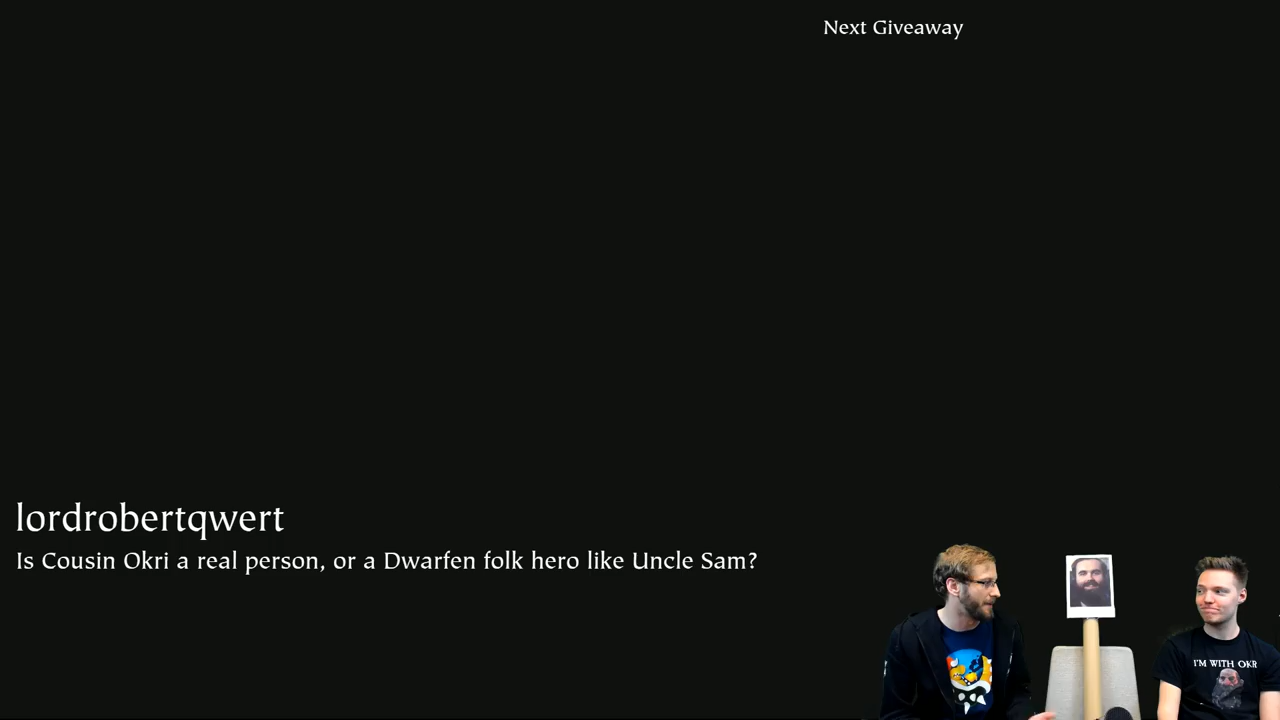 Next Giveaway
lordrobertqwert
Is Cousin Okri a real person, or a Dwarfen folk hero like Uncle Sam?
I'M WITH OKR